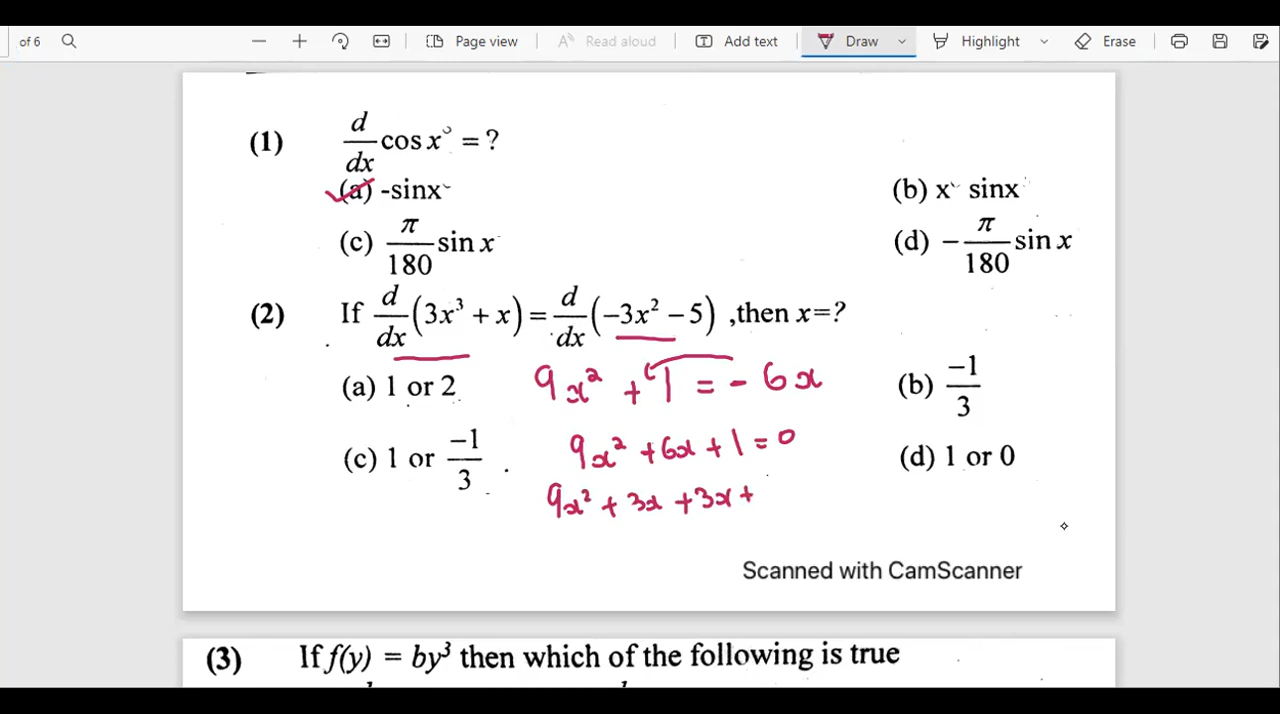 of 6 Page view Read aloud Add text Draw Highlight Erase
(1) d/dx cos x° = ?
(a) -sinx (b) x sinx
(c) π/180 sin x (d) − π/180 sin x
(2) If d/dx (3x³ + x) = d/dx (−3x² − 5) ,then x=?
(a) 1 or 2 (b) −1/3
9x² + 1 = − 6x
(c) 1 or −1/3 . (d) 1 or 0
9x² + 6x + 1 = 0
9x² + 3x + 3x +
Scanned with CamScanner
(3) If f(y) = by³ then which of the following is true